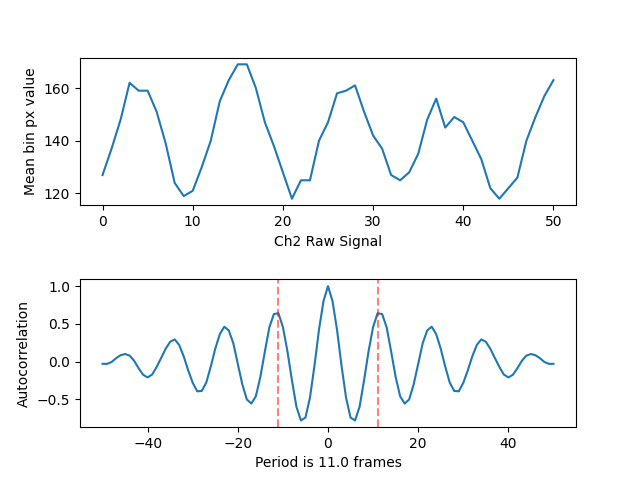 Mean bin px value
160
140
120
0 10 20 30 40 50
Ch2 Raw Signal
Autocorrelation
1.0
0.5
0.0
−0.5
−40 −20 0 20 40
Period is 11.0 frames